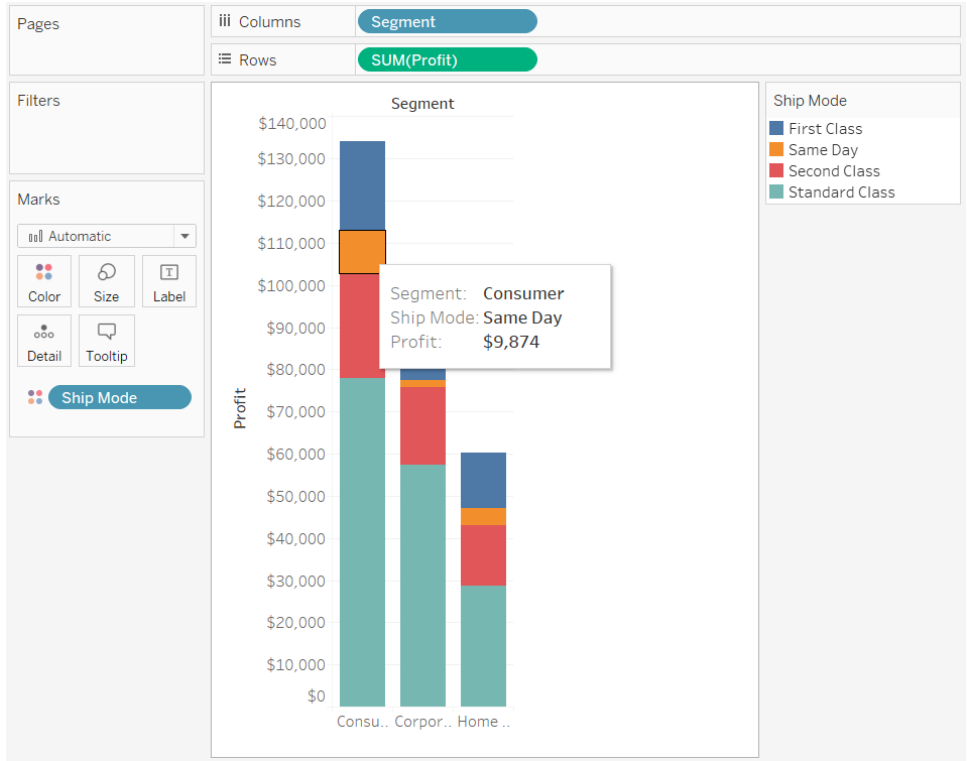 Pages
Columns
Segment
Rows
SUM(Profit)
Filters
Marks
Automatic
Color
Size
T
Label
Detail
Tooltip
Ship Mode
Segment
$140,000
$130,000
$120,000
$110,000
$100,000
$90,000
$80,000
$70,000
$60,000
$50,000
$40,000
$30,000
$20,000
$10,000
$0
Profit
Segment: Consumer
Ship Mode: Same Day
Profit: $9,874
Consu.. Corpor.. Home ..
Ship Mode
First Class
Same Day
Second Class
Standard Class